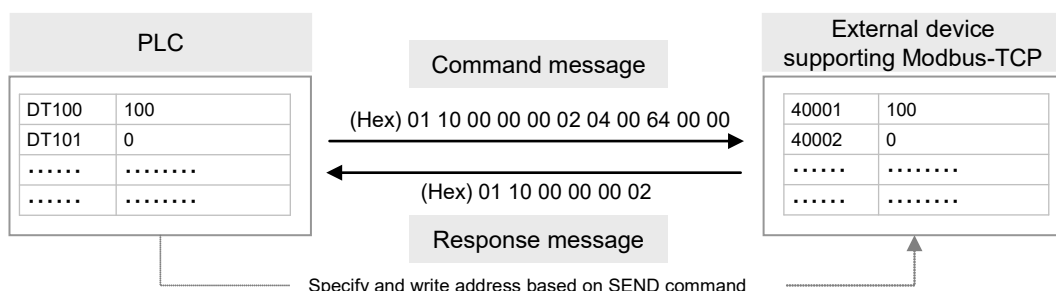 PLC
External device
supporting Modbus-TCP
Command message
DT100 100
DT101 0
...... ........
...... ........
(Hex) 01 10 00 00 00 02 04 00 64 00 00
(Hex) 01 10 00 00 00 02
40001 100
40002 0
...... ........
...... ........
Response message
Specify and write address based on SEND command